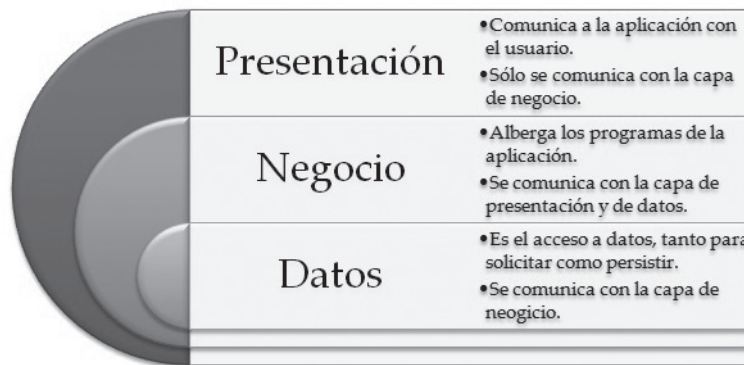 Presentación
•Comunica a la aplicación con
el usuario.
•Sólo se comunica con la capa
de negocio.
Negocio
•Alberga los programas de la
aplicación.
•Se comunica con la capa de
presentación y de datos.
Datos
•Es el acceso a datos, tanto para
solicitar como persistir.
•Se comunica con la capa de
neogicio.